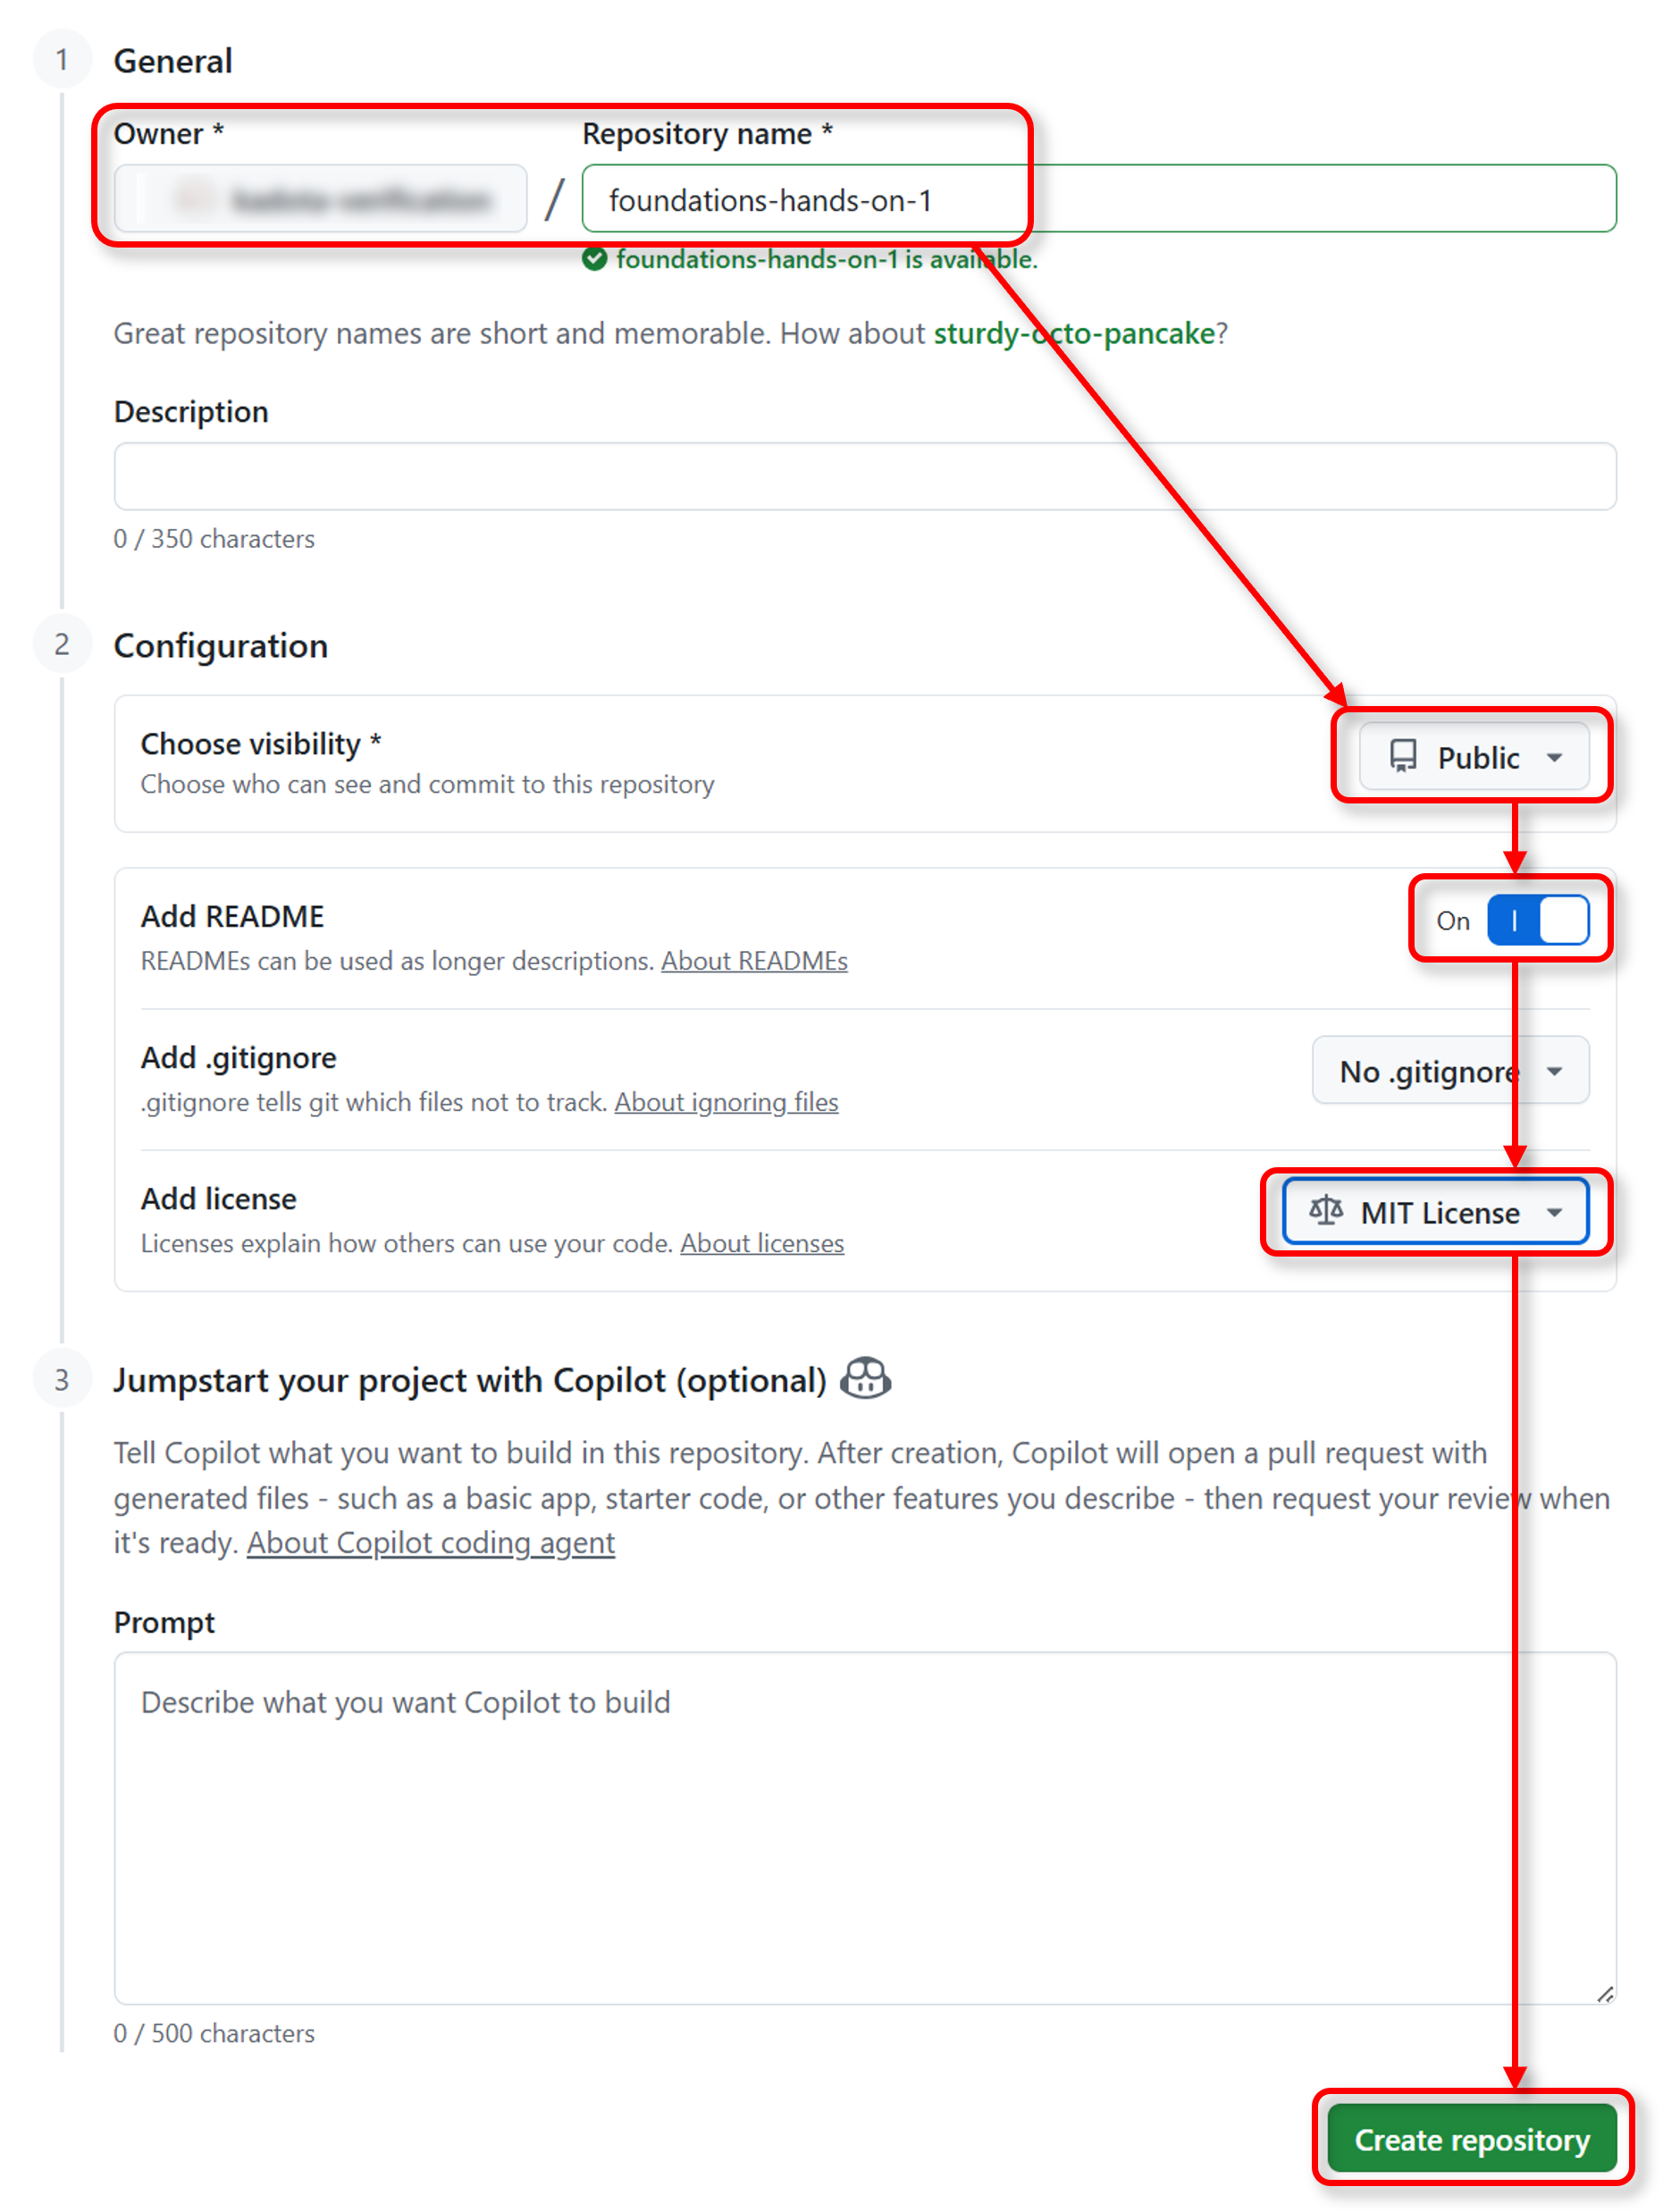 1 General
Owner * Repository name *
/ foundations-hands-on-1
foundations-hands-on-1 is available.
Great repository names are short and memorable. How about sturdy-octo-pancake?
Description
0 / 350 characters
2 Configuration
Choose visibility *
Public
Choose who can see and commit to this repository
Add README
On
READMEs can be used as longer descriptions. About READMEs
Add .gitignore
No .gitignore
.gitignore tells git which files not to track. About ignoring files
Add license
MIT License
Licenses explain how others can use your code. About licenses
3 Jumpstart your project with Copilot (optional)
Tell Copilot what you want to build in this repository. After creation, Copilot will open a pull request with
generated files - such as a basic app, starter code, or other features you describe - then request your review when
it's ready. About Copilot coding agent
Prompt
Describe what you want Copilot to build
0 / 500 characters
Create repository